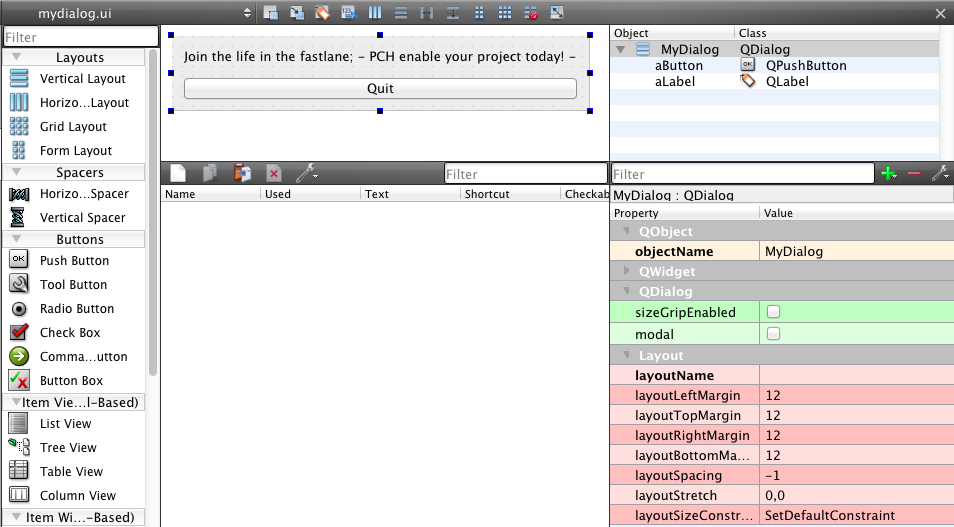 mydialog.ui
Filter
Layouts
Vertical Layout
Horizo...Layout
Grid Layout
Form Layout
Spacers
Horizo...Spacer
Vertical Spacer
Buttons
OK Push Button
Tool Button
Radio Button
Check Box
Comma...utton
Button Box
Item Vie...l-Based)
List View
Tree View
Table View
Column View
Item Wi...-Based)
Join the life in the fastlane; - PCH enable your project today! -
Quit
Object Class
MyDialog QDialog
aButton OK QPushButton
aLabel QLabel
Filter
Name Used Text Shortcut Checkab
Filter
MyDialog : QDialog
Property Value
QObject
objectName MyDialog
QWidget
QDialog
sizeGripEnabled
modal
Layout
layoutName
layoutLeftMargin 12
layoutTopMargin 12
layoutRightMargin 12
layoutBottomMa... 12
layoutSpacing -1
layoutStretch 0,0
layoutSizeConstr... SetDefaultConstraint